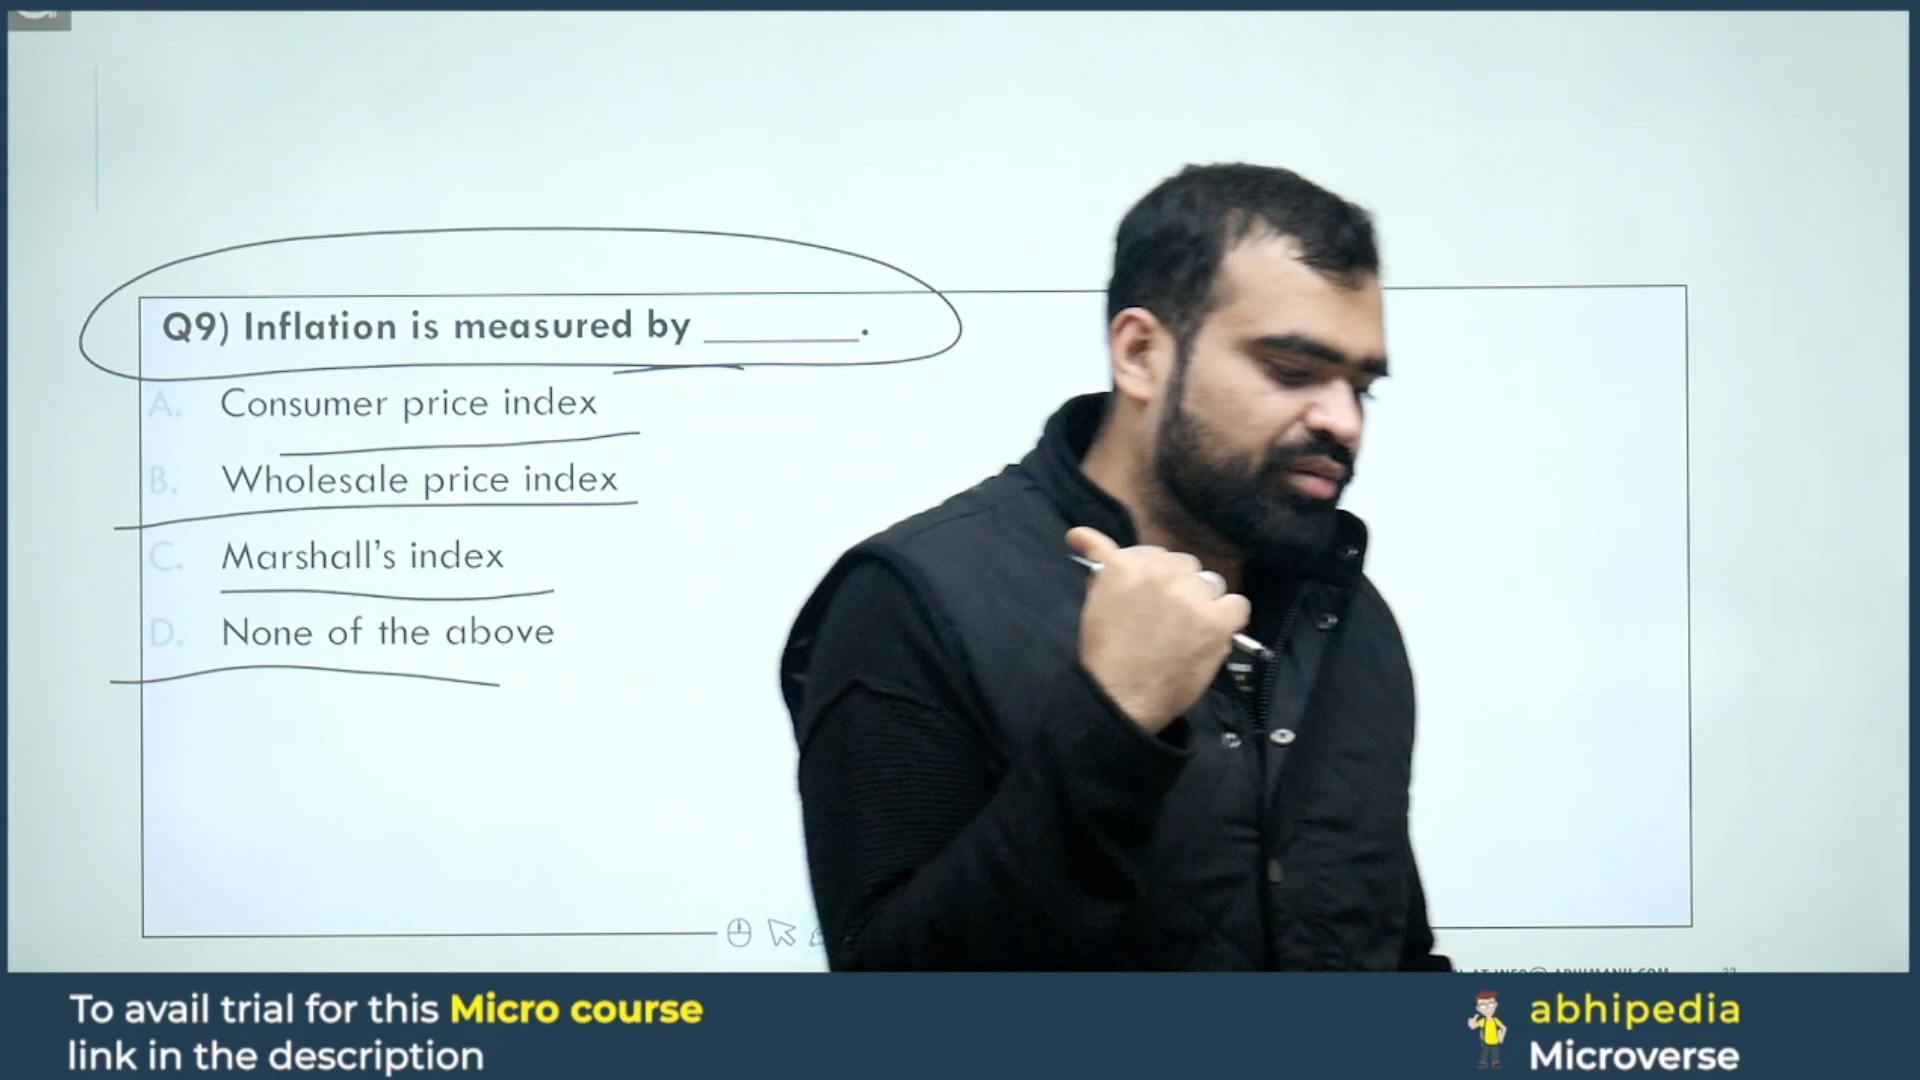 Q9) Inflation is measured by ________.
A. Consumer price index
B. Wholesale price index
C. Marshall's index
D. None of the above
To avail trial for this Micro course
link in the description
abhipedia
Microverse